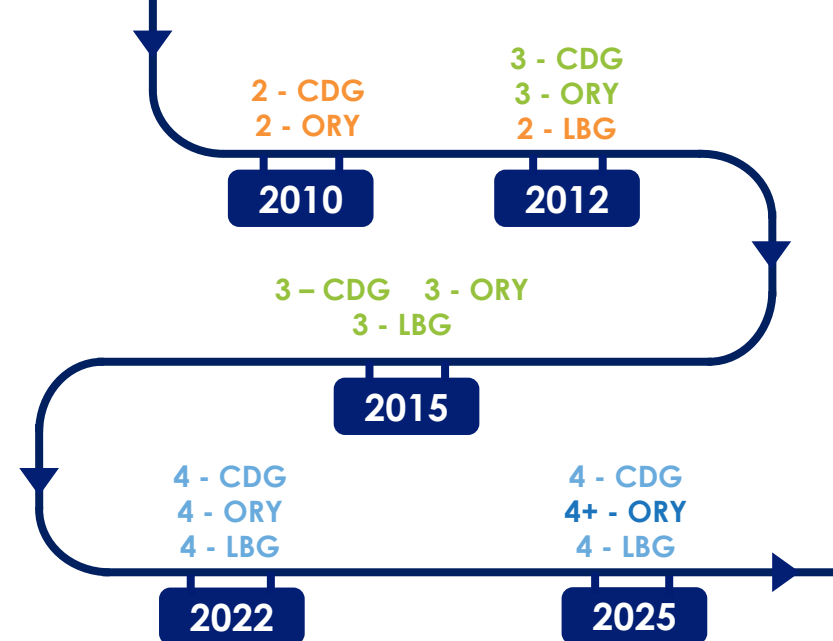 2 - CDG
2 - ORY
2010
3 - CDG
3 - ORY
2 - LBG
2012
3 – CDG 3 - ORY
3 - LBG
2015
4 - CDG
4 - ORY
4 - LBG
2022
4 - CDG
4+ - ORY
4 - LBG
2025